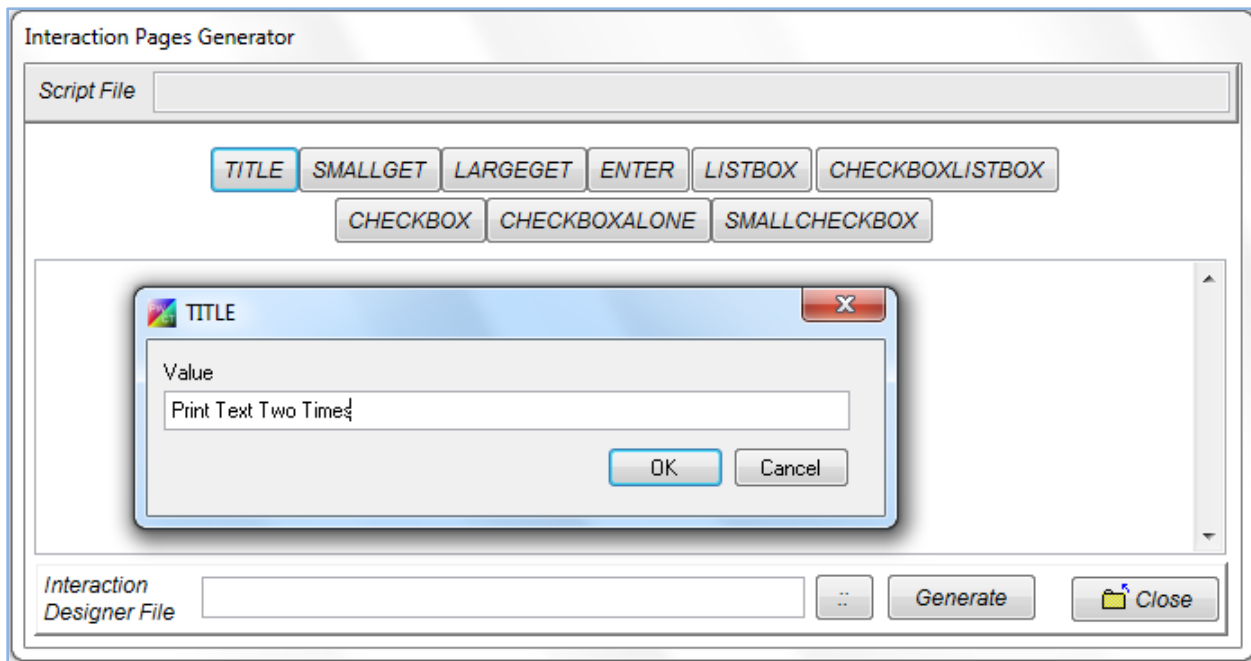 Interaction Pages Generator
Script File
TITLE SMALLGET LARGEGET ENTER LISTBOX CHECKBOXLISTBOX
CHECKBOX CHECKBOXALONE SMALLCHECKBOX
TITLE
Value
Print Text Two Times
OK Cancel
Interaction
Designer File
:: Generate Close